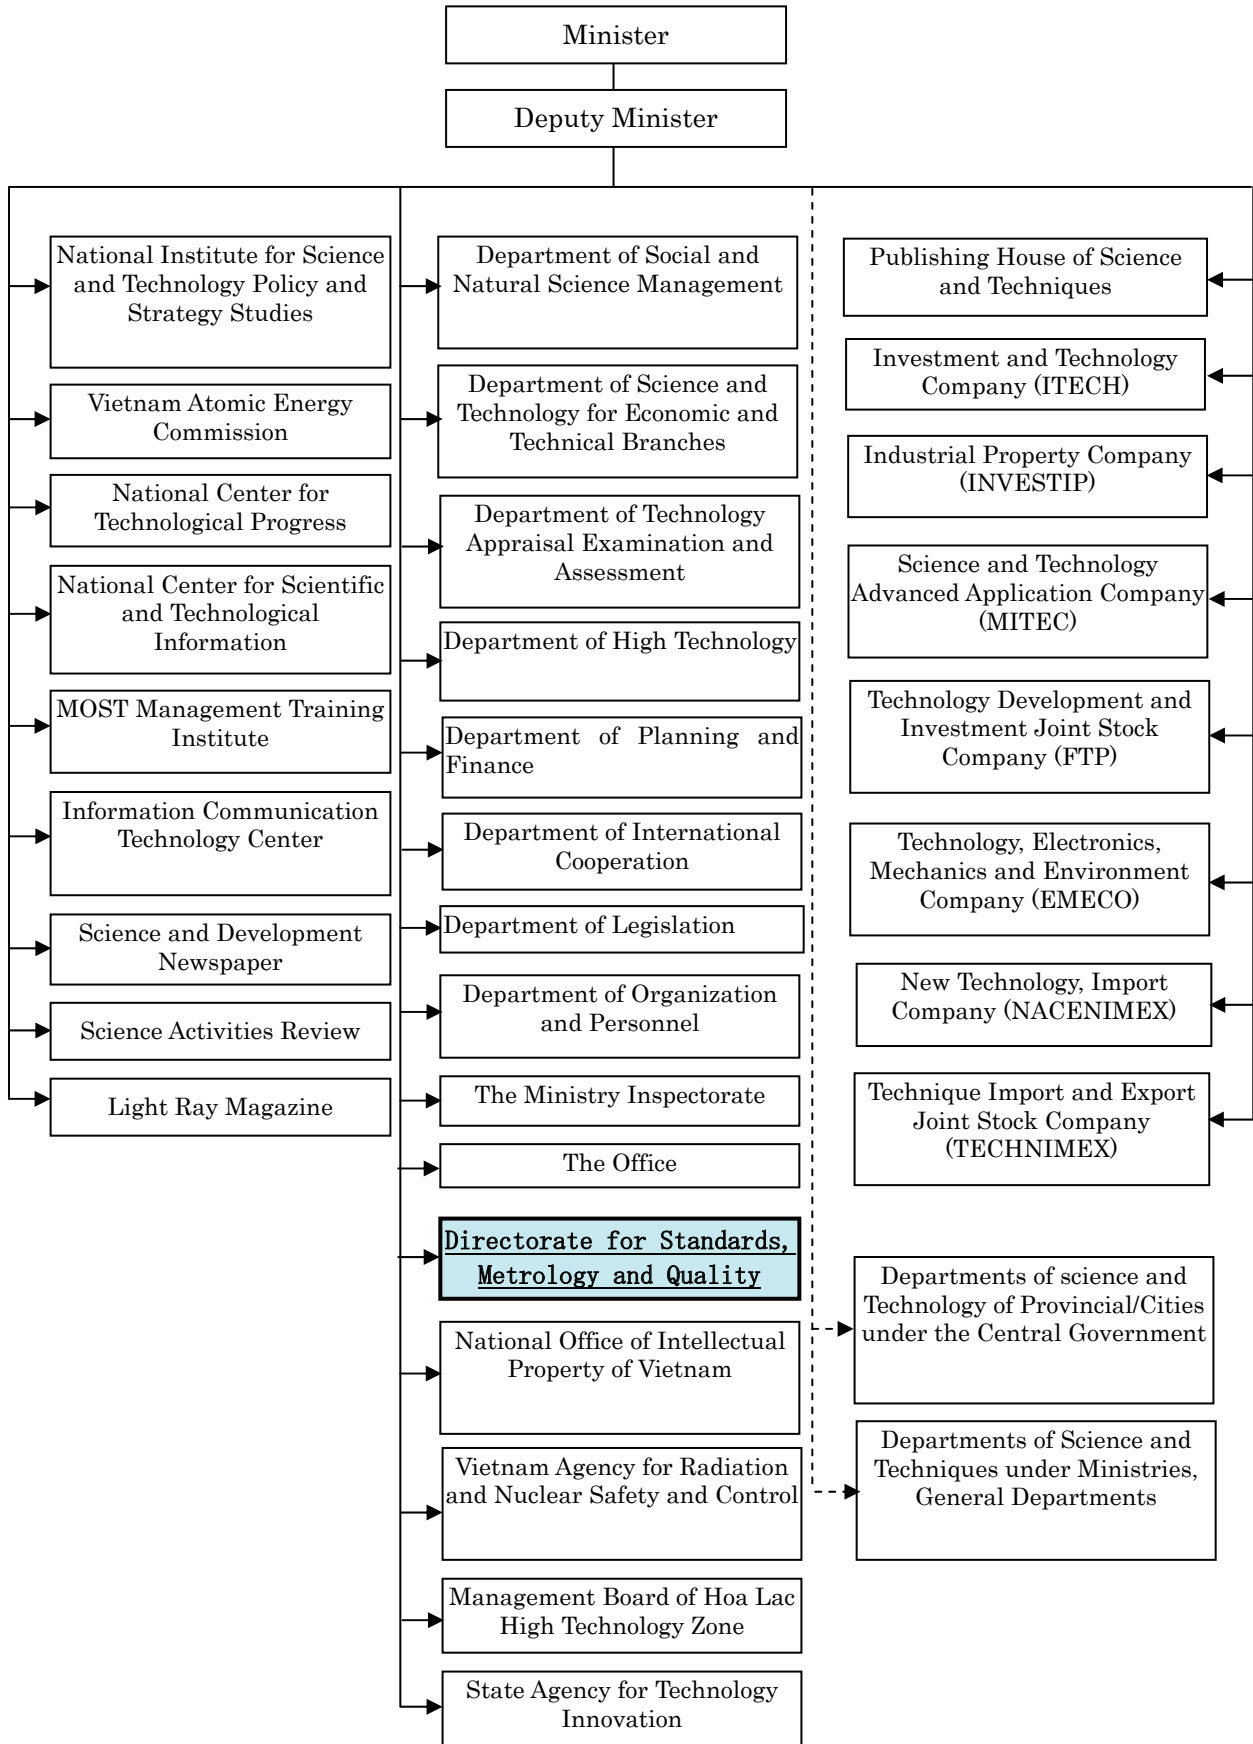 Minister
Deputy Minister
National Institute for Science
and Technology Policy and
Strategy Studies
Vietnam Atomic Energy
Commission
National Center for
Technological Progress
National Center for Scientific
and Technological
Information
MOST Management Training
Institute
Information Communication
Technology Center
Science and Development
Newspaper
Science Activities Review
Light Ray Magazine
Department of Social and
Natural Science Management
Department of Science and
Technology for Economic and
Technical Branches
Department of Technology
Appraisal Examination and
Assessment
Department of High Technology
Department of Planning and
Finance
Department of International
Cooperation
Department of Legislation
Department of Organization
and Personnel
The Ministry Inspectorate
The Office
Directorate for Standards,
Metrology and Quality
National Office of Intellectual
Property of Vietnam
Vietnam Agency for Radiation
and Nuclear Safety and Control
Management Board of Hoa Lac
High Technology Zone
State Agency for Technology
Innovation
Publishing House of Science
and Techniques
Investment and Technology
Company (ITECH)
Industrial Property Company
(INVESTIP)
Science and Technology
Advanced Application Company
(MITEC)
Technology Development and
Investment Joint Stock
Company (FTP)
Technology, Electronics,
Mechanics and Environment
Company (EMECO)
New Technology, Import
Company (NACENIMEX)
Technique Import and Export
Joint Stock Company
(TECHNIMEX)
Departments of science and
Technology of Provincial/Cities
under the Central Government
Departments of Science and
Techniques under Ministries,
General Departments